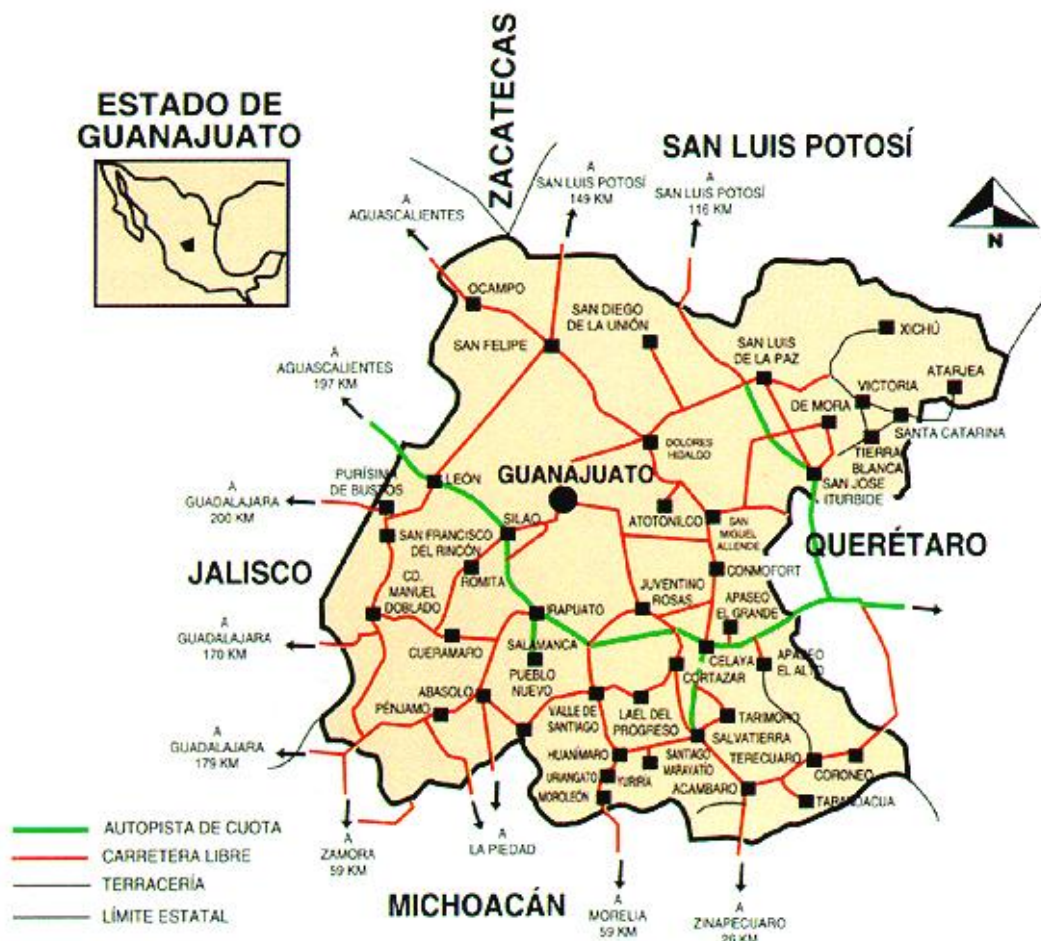 ESTADO DE
GUANAJUATO
ZACATECAS
SAN LUIS POTOSÍ
A
AGUASCALIENTES
A
SAN LUIS POTOSÍ
149 KM
A
SAN LUIS POTOSÍ
116 KM
N
OCAMPO
SAN DIEGO
DE LA UNIÓN
SAN FELIPE
SAN LUIS
DE LA PAZ
XICHÚ
ATARJEA
VICTORIA
DE MORA
SANTA CATARINA
TIERRA
BLANCA
SAN JOSE
ITURBIDE
A
AGUASCALIENTES
197 KM
DOLORES
HIDALGO
GUANAJUATO
LEÓN
PURÍSINA
DE BUSTOS
A
GUADALAJARA
200 KM
SILAO
ATOTONILCO
SAN
MIGUEL
ALLENDE
QUERÉTARO
SAN FRANCISCO
DEL RINCÓN
JALISCO
ROMITA
CD.
MANUEL
DOBLADO
CONMOFORT
JUVENTINO
ROSAS
APASEO
EL GRANDE
IRAPUATO
A
GUADALAJARA
170 KM
CUERAMARO
SALAMANCA
PUEBLO
NUEVO
CELAYA
CORTAZAR
APASEO
EL ALTO
ABASOLO
PÉNJAMO
VALLE DE
SANTIAGO
LAEL DEL
PROGRESO
TARIMORO
SALVATIERRA
A
GUADALAJARA
179 KM
HUANÍMARO
URIANGATO
YURIRIA
MOROLEÓN
SANTIAGO
MARAYATÍO
TERECUARO
CORONEO
ACAMBARO
AUTOPISTA DE CUOTA
CARRETERA LIBRE
TERRACERÍA
LÍMITE ESTATAL
A
ZAMORA
59 KM
A
LA PIEDAD
MICHOACÁN
A
MORELIA
59 KM
A
ZINAPECUARO
26 KM